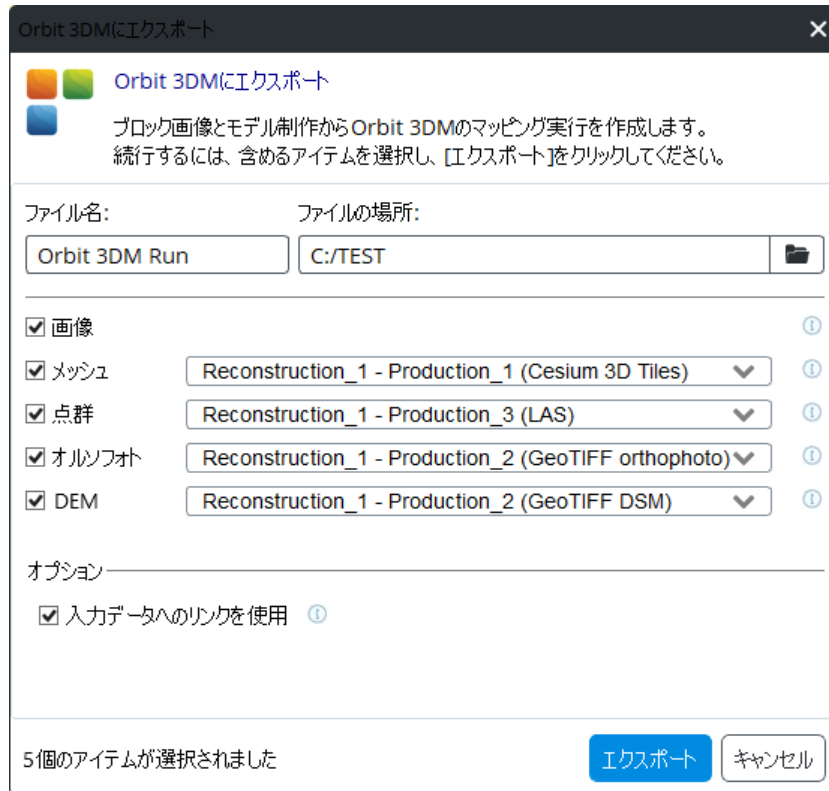 Orbit 3DMにエクスポート
Orbit 3DMにエクスポート
ブロック画像とモデル制作からOrbit 3DMのマッピング実行を作成します。
続行するには、含めるアイテムを選択し、[エクスポート]をクリックしてください。
ファイル名: ファイルの場所:
Orbit 3DM Run C:/TEST
画像
メッシュ Reconstruction_1 - Production_1 (Cesium 3D Tiles)
点群 Reconstruction_1 - Production_3 (LAS)
オルソフォト Reconstruction_1 - Production_2 (GeoTIFF orthophoto)
DEM Reconstruction_1 - Production_2 (GeoTIFF DSM)
オプション
入力データへのリンクを使用
5個のアイテムが選択されました エクスポート キャンセル